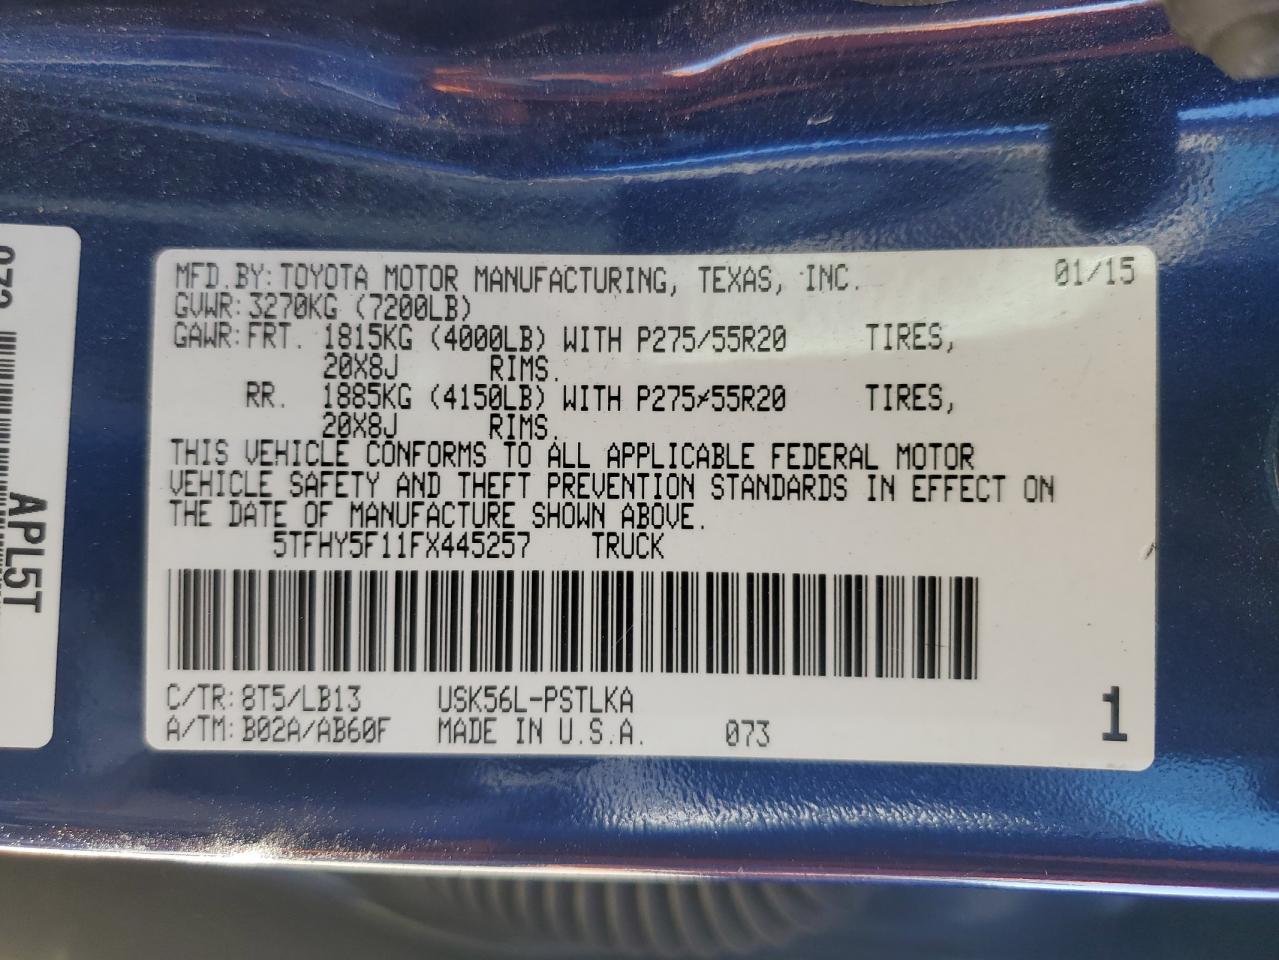 MFD.BY: TOYOTA MOTOR MANUFACTURING, TEXAS, INC. 01/15
GVWR: 3270KG (7200LB)
GAWR: FRT. 1815KG (4000LB) WITH P275/55R20 TIRES,
20X8J RIMS.
RR. 1885KG (4150LB) WITH P275/55R20 TIRES,
20X8J RIMS.
THIS VEHICLE CONFORMS TO ALL APPLICABLE FEDERAL MOTOR
VEHICLE SAFETY AND THEFT PREVENTION STANDARDS IN EFFECT ON
THE DATE OF MANUFACTURE SHOWN ABOVE.
5TFHY5F11FX445257 TRUCK
C/TR: 8T5/LB13 USK56L-PSTLKA
A/TM: B02A/AB60F MADE IN U.S.A. 073
1
APL5T